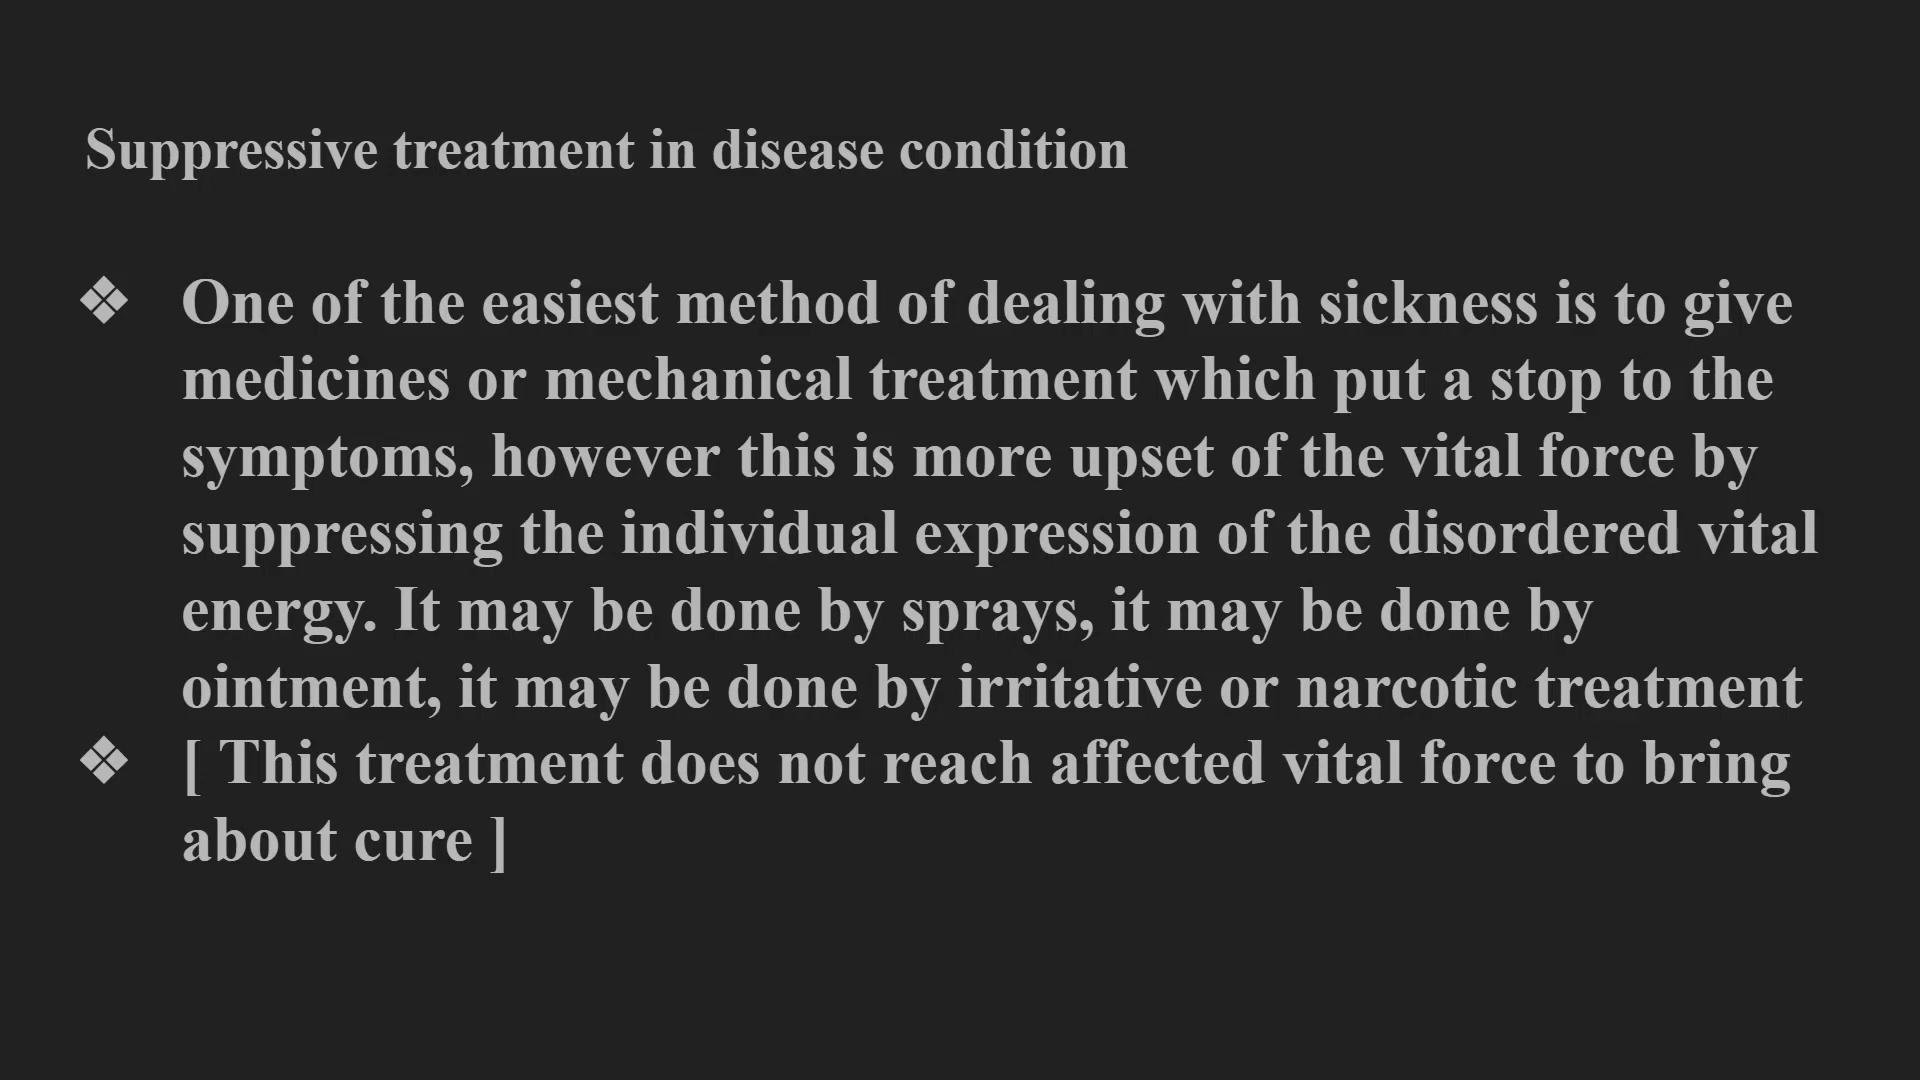 Suppressive treatment in disease condition
❖ One of the easiest method of dealing with sickness is to give
medicines or mechanical treatment which put a stop to the
symptoms, however this is more upset of the vital force by
suppressing the individual expression of the disordered vital
energy. It may be done by sprays, it may be done by
ointment, it may be done by irritative or narcotic treatment
❖ [ This treatment does not reach affected vital force to bring
about cure ]